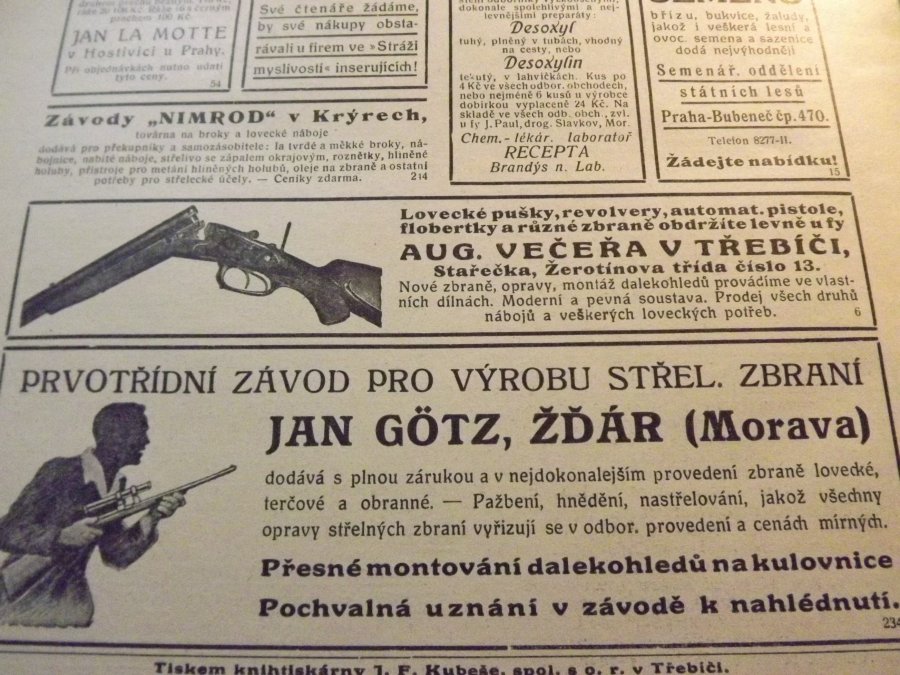 100 Kč.
JAN LA MOTTE
v Hostivici u Prahy.
Při objednávkách nutno udati
tyto ceny.
54
Své čtenáře žádáme,
by své nákupy obsta-
rávali u firem ve »Stráži
myslivosti« inserujících!
Závody „NIMROD“ v Krýrech,
továrna na broky a lovecké náboje
dodává pro překupníky a samozásobitele: la tvrdé a měkké broky, ná-
bojnice, nabité náboje, střelivo se zápalem okrajovým, roznětky, hliněné
holuby, přístroje pro metání hliněných holubů, oleje na zbraně a ostatní
potřeby pro střelecké účely. — Ceníky zdarma. 214
dokonale spolehlivými a nej-
levnějšími preparáty:
Desoxyl
tuhý, plněný v tubách, vhodný
na cesty, nebo
Desoxylin
tekutý, v lahvičkách. Kus po
4 Kč ve všech odbor. obchodech,
nebo nejméně 6 kusů u výrobce
dobírkou vyplaceně 24 Kč. Na
skladě ve všech odb. obch., zvl.
u fy J. Paul, drog. Slavkov, Mor.
Chem.-lékár. laboratoř
RECEPTA
Brandýs n. Lab.
břízu, bukvice, žaludy,
jakož i veškerá lesní a
ovoc. semena a sazenice
dodá nejvýhodněji
Semenář. oddělení
státních lesů
Praha-Bubeneč čp. 470.
Telefon 8277-II.
Žádejte nabídku!
15
Lovecké pušky, revolvery, automat. pistole,
flobertky a různé zbraně obdržíte levně u fy
AUG. VEČEŘA V TŘEBÍČI,
Stařečka, Žerotínova třída číslo 13.
Nové zbraně, opravy, montáž dalekohledů provádíme ve vlast-
ních dílnách. Moderní a pevná soustava. Prodej všech druhů
nábojů a veškerých loveckých potřeb. 6
PRVOTŘÍDNÍ ZÁVOD PRO VÝROBU STŘEL. ZBRANÍ
JAN GÖTZ, ŽĎÁR (Morava)
dodává s plnou zárukou a v nejdokonalejším provedení zbraně lovecké,
terčové a obranné. — Pažbení, hnědění, nastřelování, jakož všechny
opravy střelných zbraní vyřizují se v odbor. provedení a cenách mírných.
Přesné montování dalekohledů na kulovnice
Pochvalná uznání v závodě k nahlédnutí.
234
Tiskem knihtiskárny J. F. Kubeše, spol. s o. r. v Třebíči.